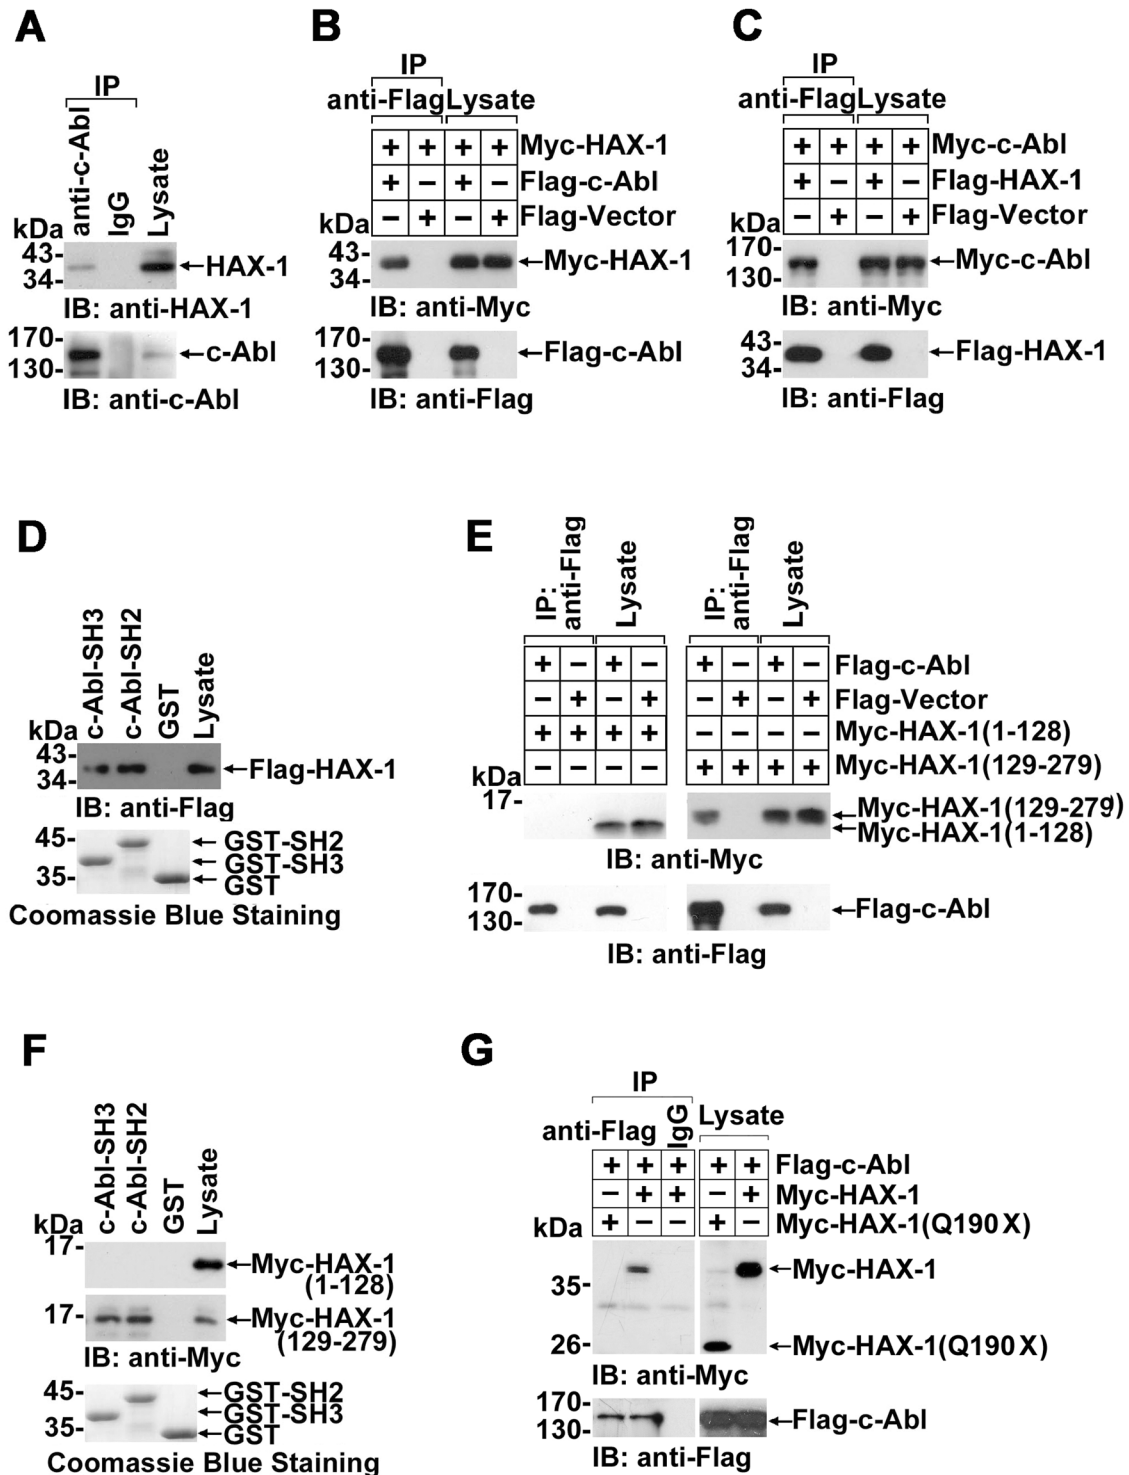 A
IP
anti-c-Abl
IgG
Lysate
kDa
43-
34-
←HAX-1
IB: anti-HAX-1
170-
130-
←c-Abl
IB: anti-c-Abl
B
IP
anti-Flag Lysate
+ + + + Myc-HAX-1
+ − + − Flag-c-Abl
− + − + Flag-Vector
kDa
43-
34-
←Myc-HAX-1
IB: anti-Myc
170-
130-
←Flag-c-Abl
IB: anti-Flag
C
IP
anti-Flag Lysate
+ + + + Myc-c-Abl
+ − + − Flag-HAX-1
− + − + Flag-Vector
kDa
170-
130-
←Myc-c-Abl
IB: anti-Myc
43-
34-
←Flag-HAX-1
IB: anti-Flag
D
c-Abl-SH3
c-Abl-SH2
GST
Lysate
kDa
43-
34-
←Flag-HAX-1
IB: anti-Flag
45-
35-
←GST-SH2
←GST-SH3
←GST
Coomassie Blue Staining
E
IP:
anti-Flag
Lysate
IP:
anti-Flag
Lysate
+ − + − + − + − Flag-c-Abl
− + − + − + − + Flag-Vector
+ + + + − − − − Myc-HAX-1(1-128)
− − − − + + + + Myc-HAX-1(129-279)
kDa
17-
←Myc-HAX-1(129-279)
←Myc-HAX-1(1-128)
IB: anti-Myc
170-
130-
←Flag-c-Abl
IB: anti-Flag
F
c-Abl-SH3
c-Abl-SH2
GST
Lysate
kDa
17-
←Myc-HAX-1
(1-128)
17-
←Myc-HAX-1
(129-279)
IB: anti-Myc
45-
35-
←GST-SH2
←GST-SH3
←GST
Coomassie Blue Staining
G
IP
anti-Flag
IgG
Lysate
+ + + + + Flag-c-Abl
− + + − + Myc-HAX-1
+ − − + − Myc-HAX-1(Q190X)
kDa
35-
26-
←Myc-HAX-1
←Myc-HAX-1(Q190X)
IB: anti-Myc
170-
130-
←Flag-c-Abl
IB: anti-Flag